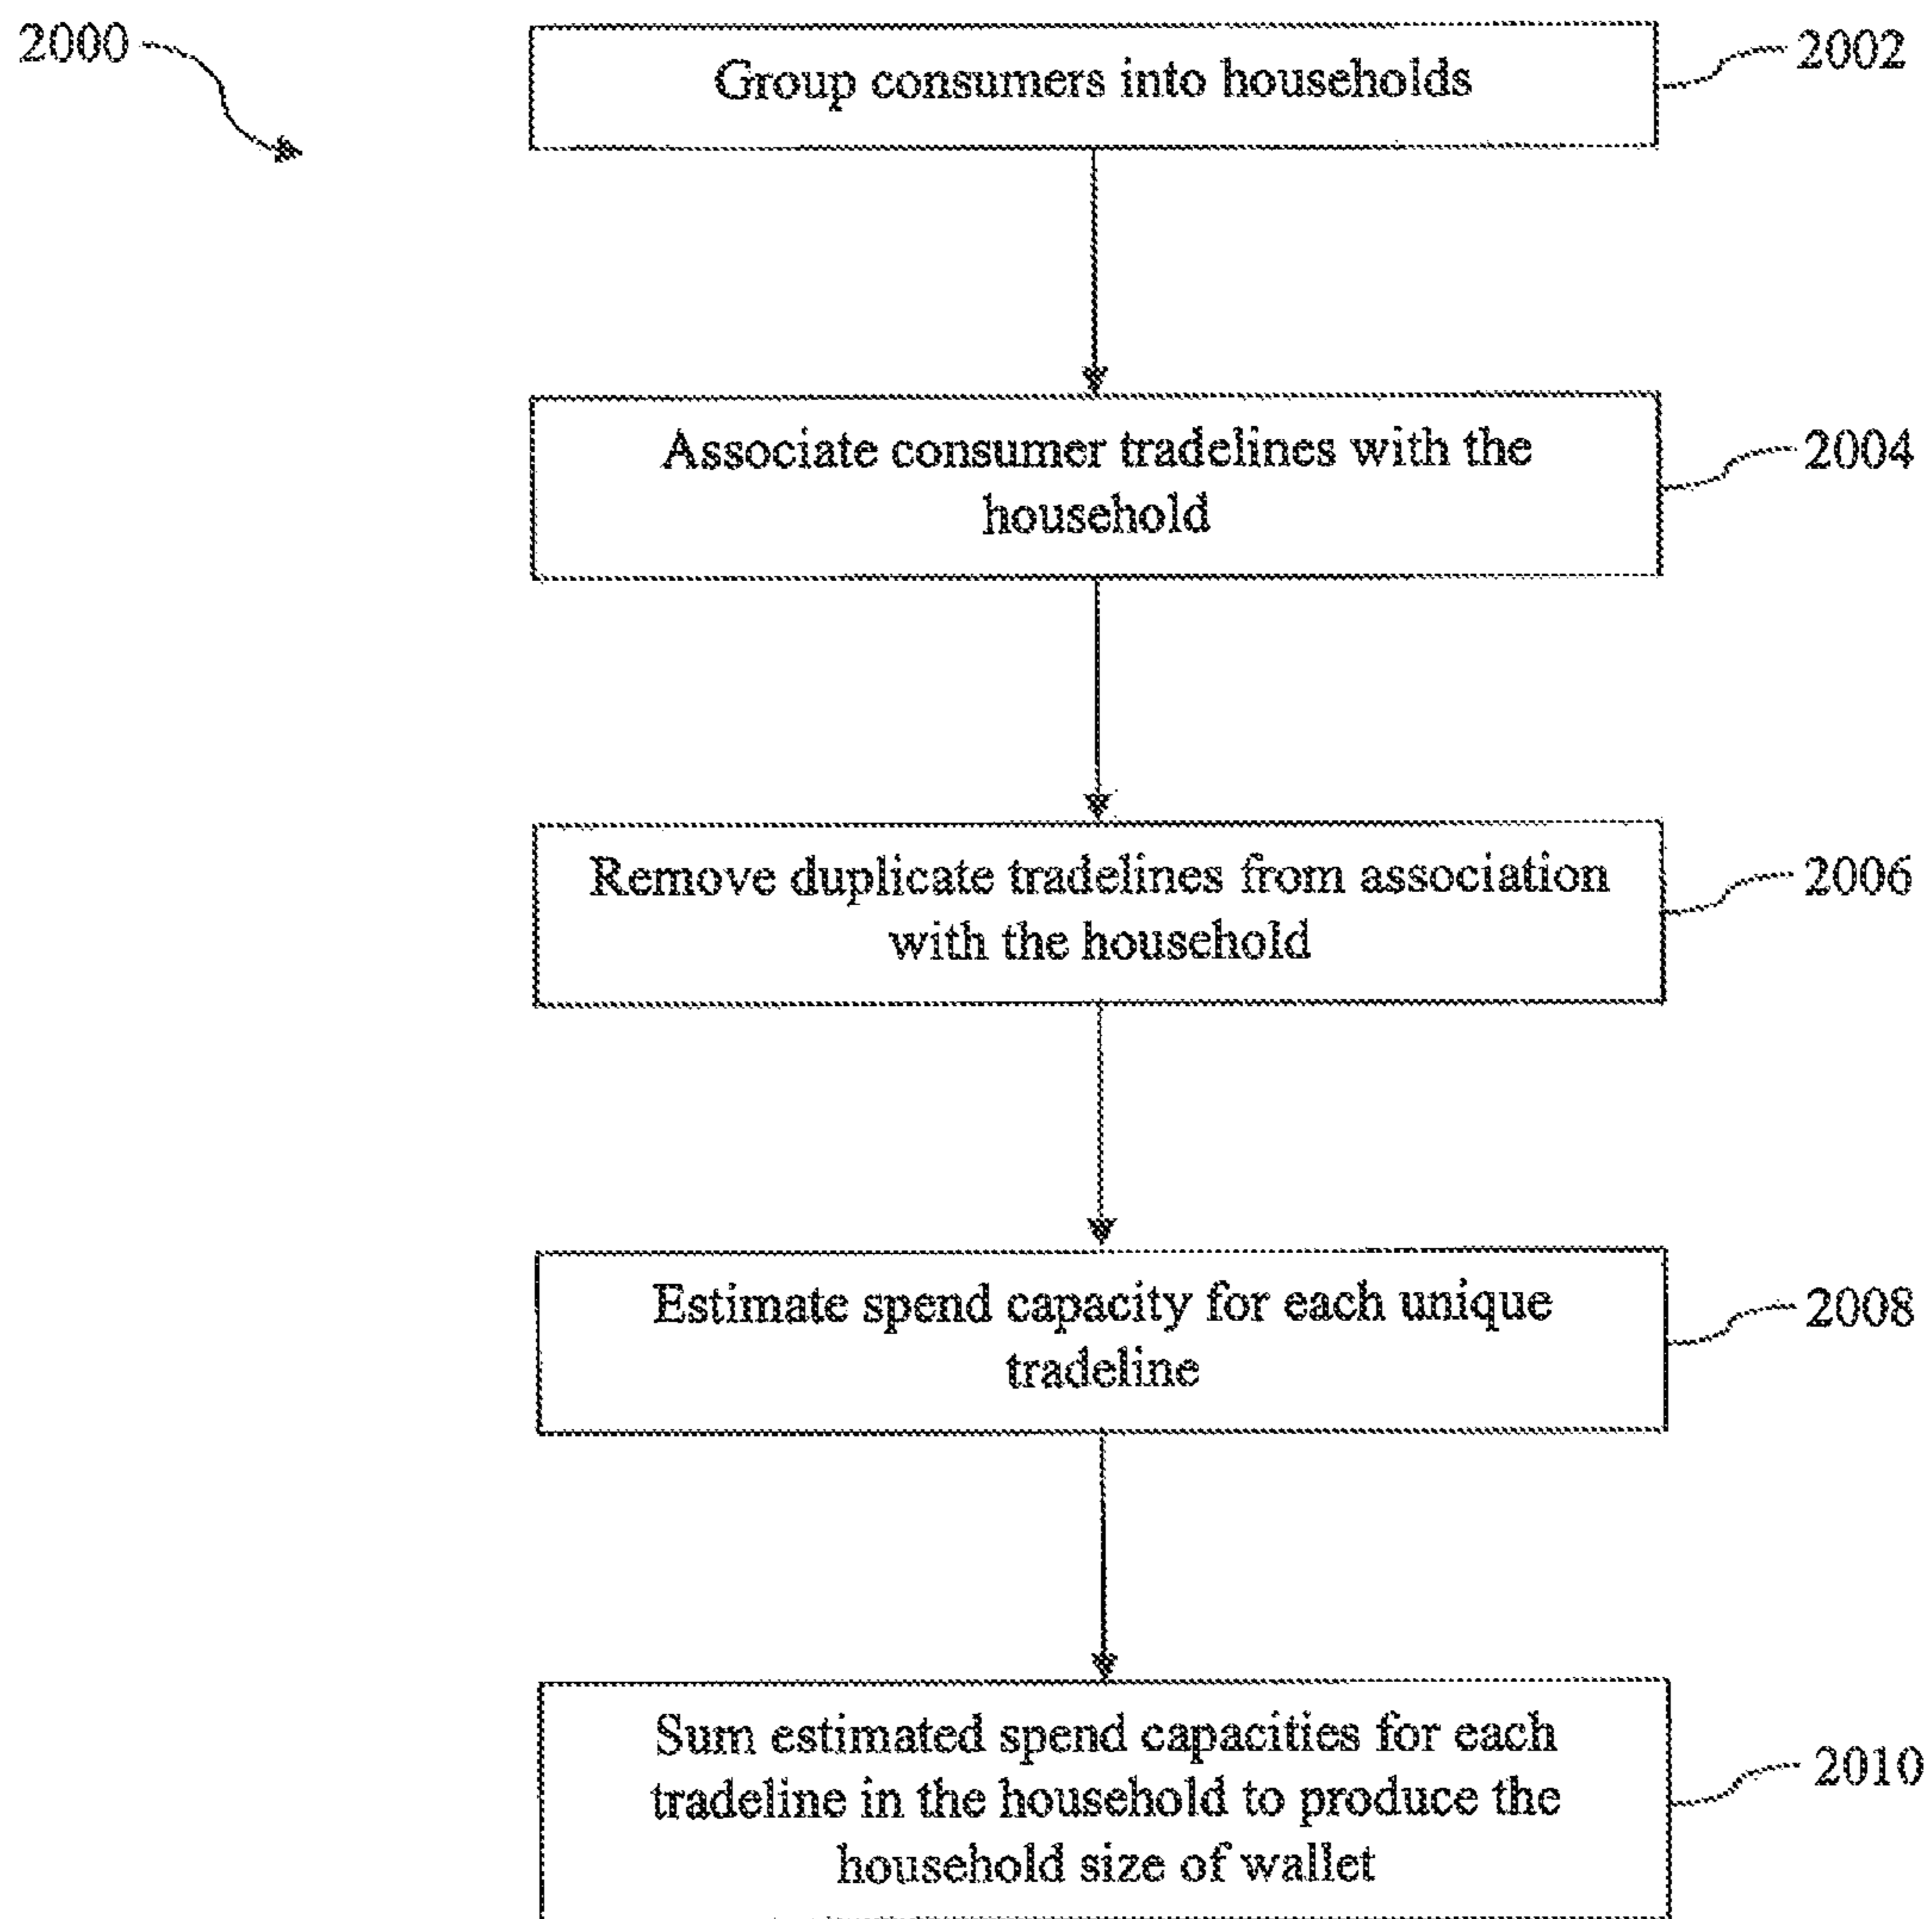 2000
Group consumers into households
2002
Associate consumer tradelines with the
household
2004
Remove duplicate tradelines from association
with the household
2006
Estimate spend capacity for each unique
tradeline
2008
Sum estimated spend capacities for each
tradeline in the household to produce the
household size of wallet
2010